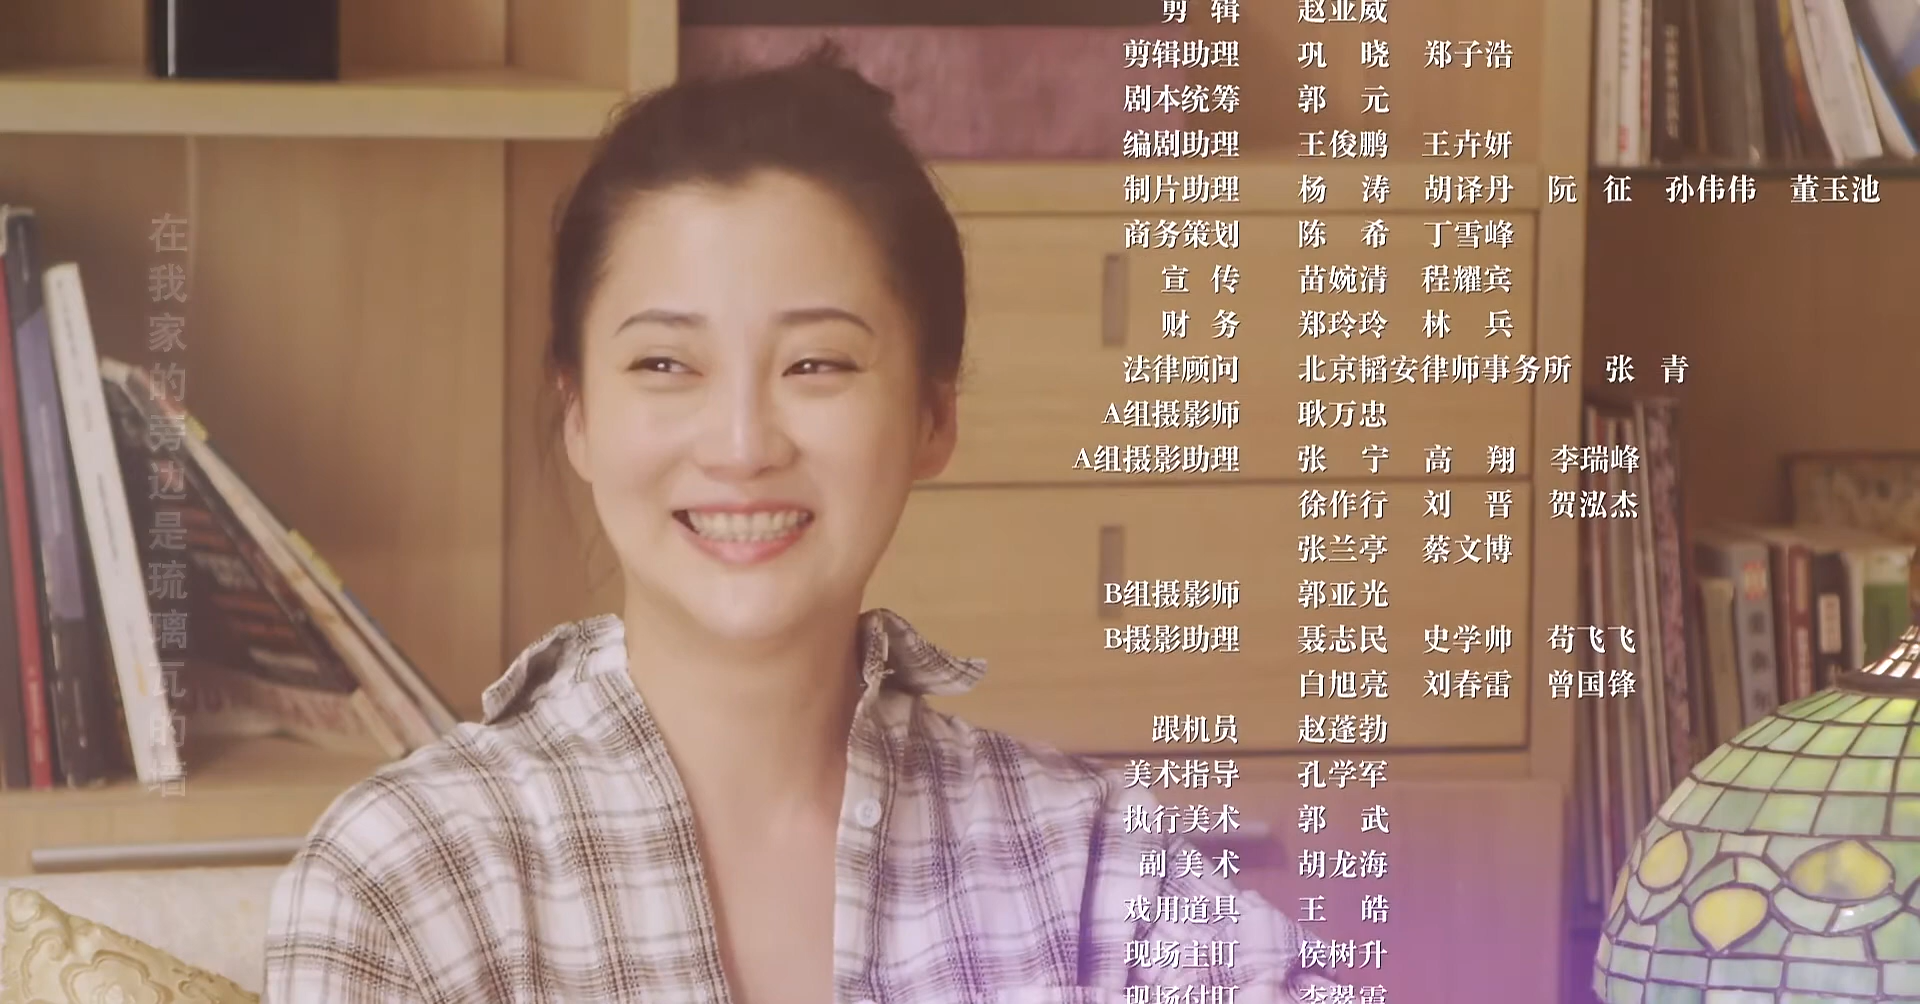 在我家的旁边是琉璃瓦的墙
剪 辑 赵亚威
剪辑助理 巩 晓 郑子浩
剧本统筹 郭 元
编剧助理 王俊鹏 王卉妍
制片助理 杨 涛 胡译丹 阮 征 孙伟伟 董玉池
商务策划 陈 希 丁雪峰
宣 传 苗婉清 程耀宾
财 务 郑玲玲 林 兵
法律顾问 北京韬安律师事务所 张 青
A组摄影师 耿万忠
A组摄影助理 张 宁 高 翔 李瑞峰
徐作行 刘 晋 贺泓杰
张兰亭 蔡文博
B组摄影师 郭亚光
B摄影助理 聂志民 史学帅 苟飞飞
白旭亮 刘春雷 曾国锋
跟机员 赵蓬勃
美术指导 孔学军
执行美术 郭 武
副美术 胡龙海
戏用道具 王 皓
现场主盯 侯树升
现场付盯 李翠霞